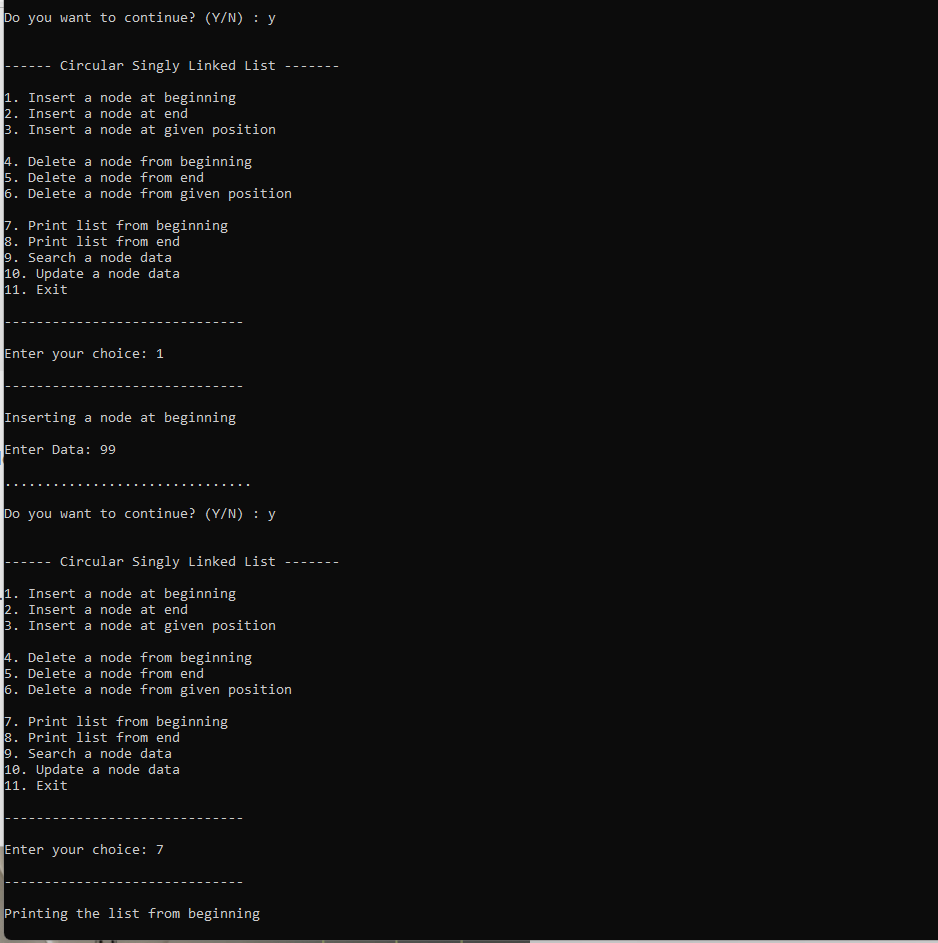 Do you want to continue? (Y/N) : y
------ Circular Singly Linked List -------
1. Insert a node at beginning
2. Insert a node at end
3. Insert a node at given position
4. Delete a node from beginning
5. Delete a node from end
6. Delete a node from given position
7. Print list from beginning
8. Print list from end
9. Search a node data
10. Update a node data
11. Exit
------------------------------
Enter your choice: 1
------------------------------
Inserting a node at beginning
Enter Data: 99
...............................
Do you want to continue? (Y/N) : y
------ Circular Singly Linked List -------
1. Insert a node at beginning
2. Insert a node at end
3. Insert a node at given position
4. Delete a node from beginning
5. Delete a node from end
6. Delete a node from given position
7. Print list from beginning
8. Print list from end
9. Search a node data
10. Update a node data
11. Exit
------------------------------
Enter your choice: 7
------------------------------
Printing the list from beginning